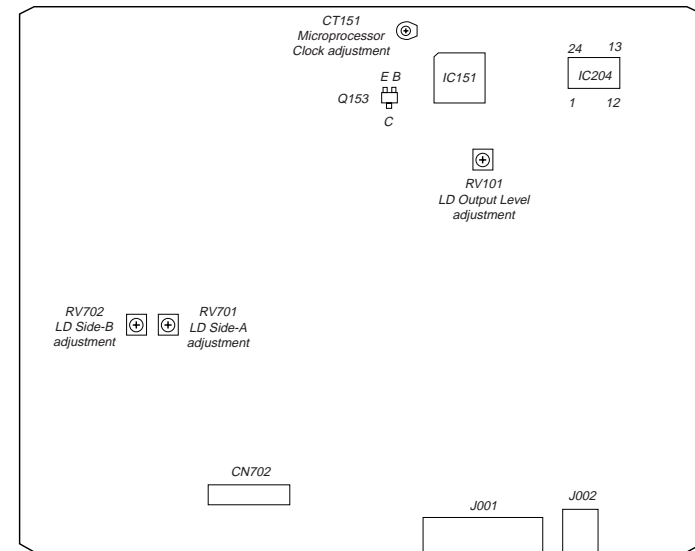 CT151
Microprocessor
Clock adjustment
24 13
IC151
IC204
E B
Q153
1 12
C
RV101
LD Output Level
adjustment
RV702
LD Side-B
adjustment
RV701
LD Side-A
adjustment
CN702
J001
J002